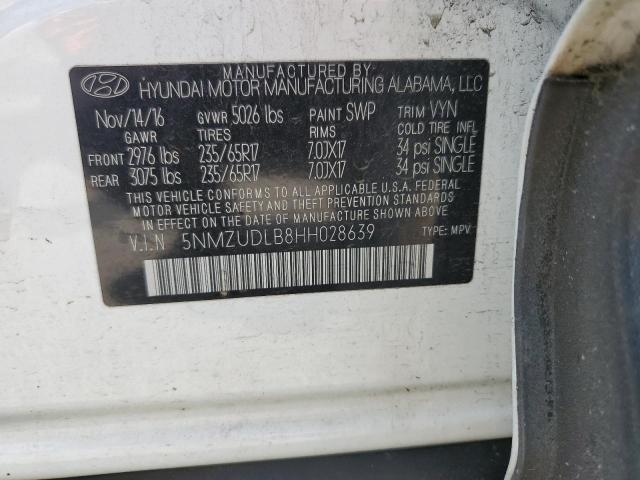 MANUFACTURED BY
HYUNDAI MOTOR MANUFACTURING ALABAMA, LLC
Nov/14/16 GVWR 5026 lbs PAINT SWP TRIM VYN
GAWR TIRES RIMS COLD TIRE INFL
FRONT 2976 lbs 235/65R17 7.0JX17 34 psi SINGLE
REAR 3075 lbs 235/65R17 7.0JX17 34 psi SINGLE
THIS VEHICLE CONFORMS TO ALL APPLICABLE U.S.A. FEDERAL
MOTOR VEHICLE SAFETY AND THEFT PREVENTION STANDARDS
IN EFFECT ON THE DATE OF MANUFACTURE SHOWN ABOVE.
V.I.N 5NMZUDLB8HH028639 TYPE: MPV